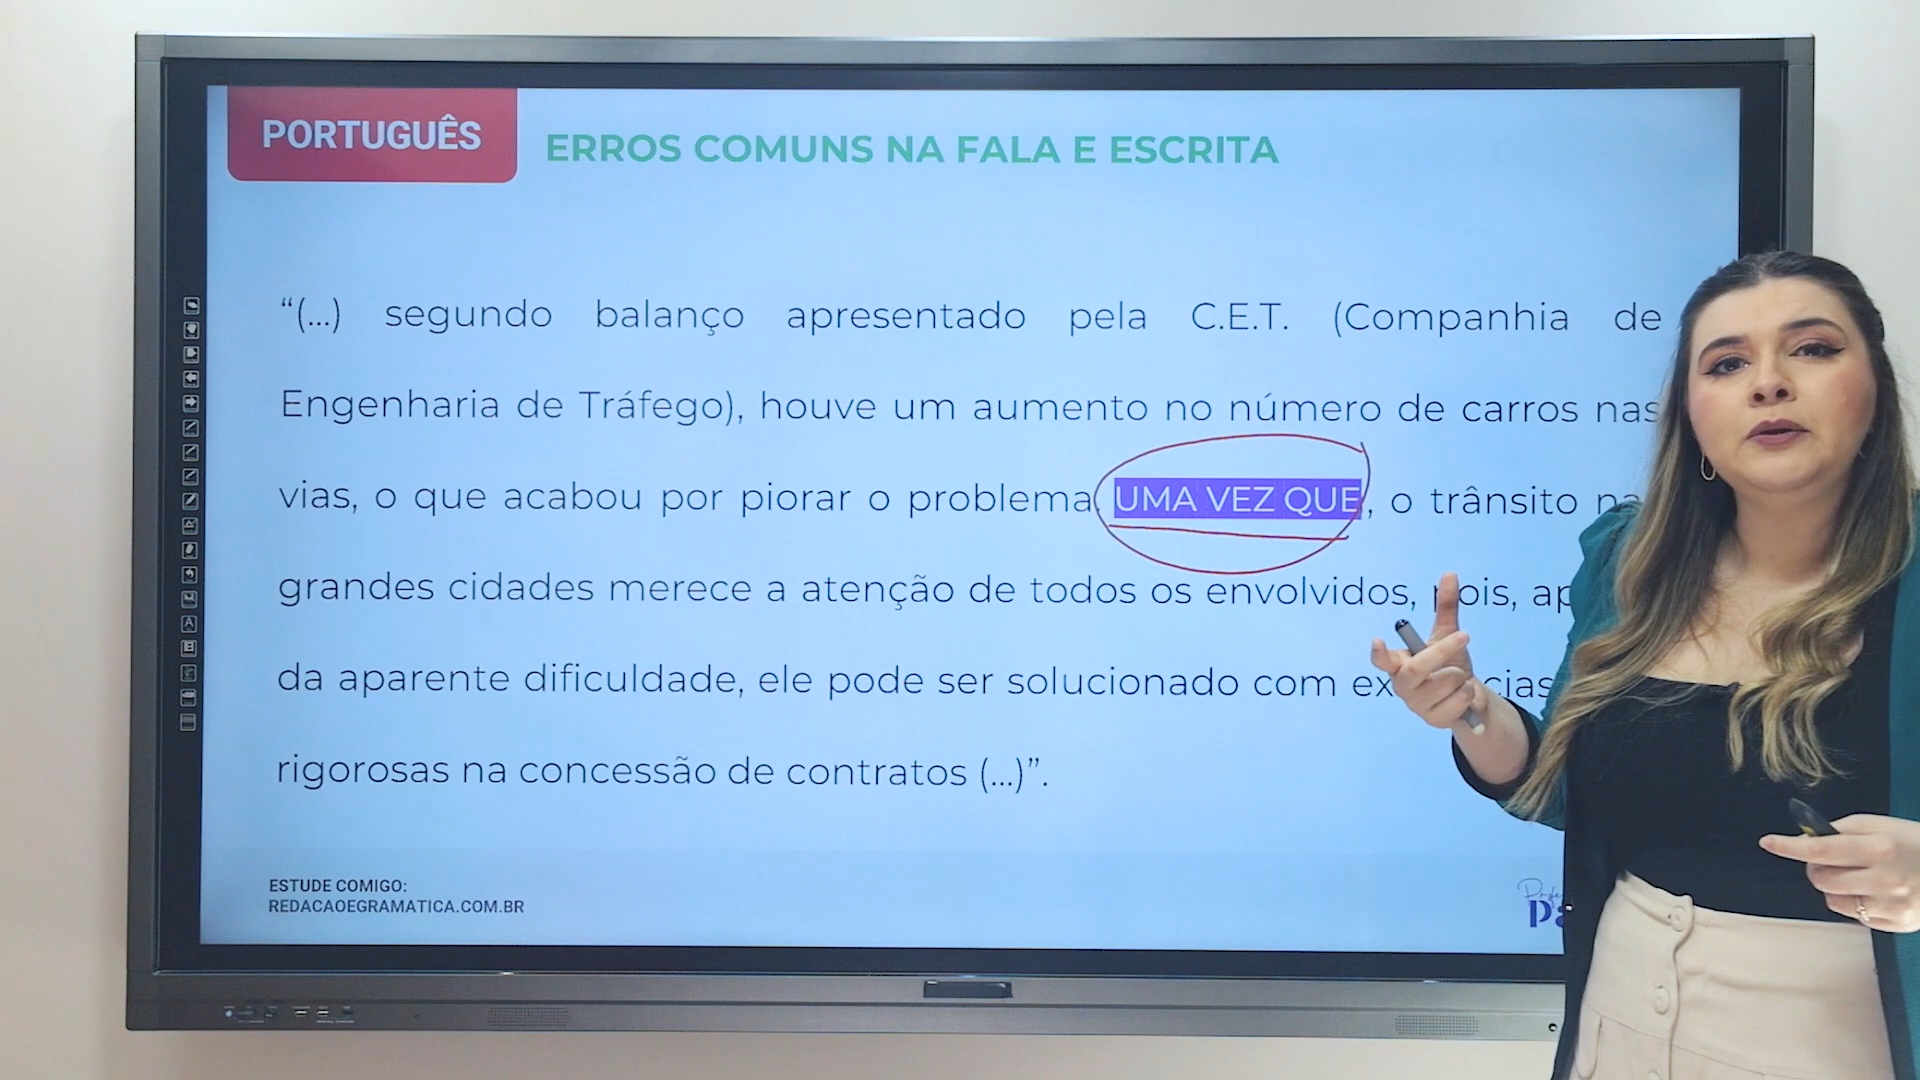 PORTUGUÊS
ERROS COMUNS NA FALA E ESCRITA
“(...) segundo balanço apresentado pela C.E.T. (Companhia de
Engenharia de Tráfego), houve um aumento no número de carros nas
vias, o que acabou por piorar o problema. UMA VEZ QUE, o trânsito
grandes cidades merece a atenção de todos os envolvidos, pois,
da aparente dificuldade, ele pode ser solucionado com
rigorosas na concessão de contratos (...)”.
ESTUDE COMIGO:
REDACAOEGRAMATICA.COM.BR